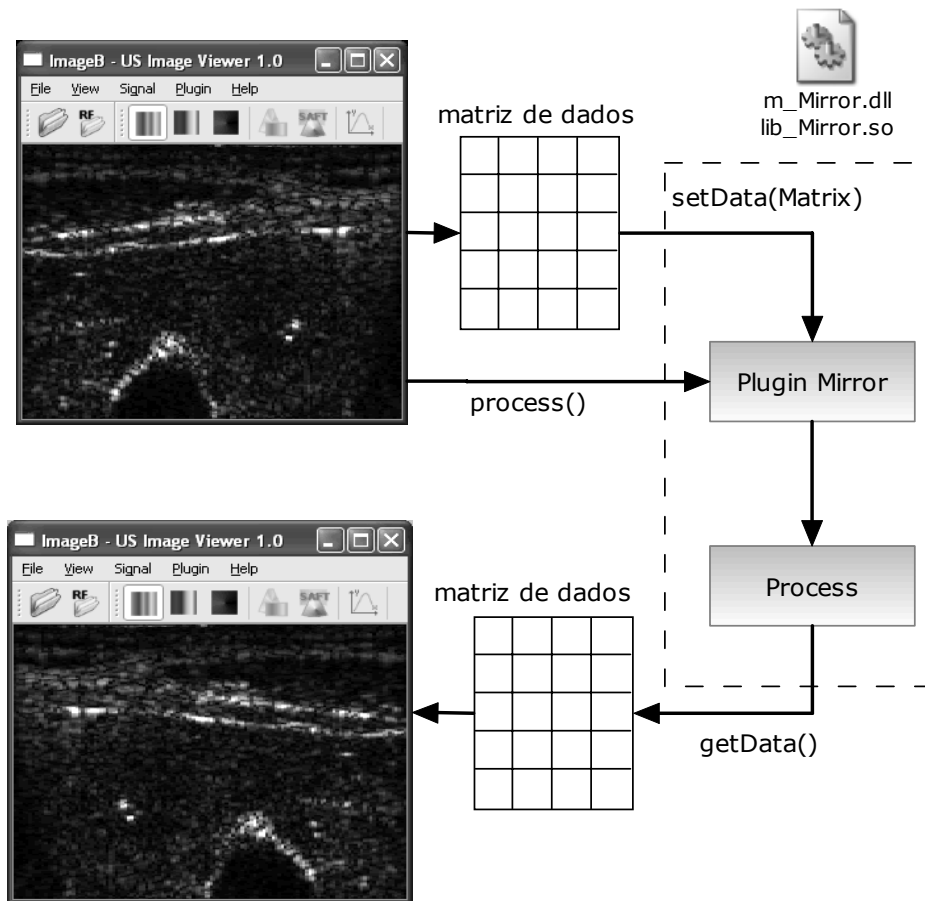 ImageB - US Image Viewer 1.0
File View Signal Plugin Help
RF
SAFT
y
x
matriz de dados
m_Mirror.dll
lib_Mirror.so
setData(Matrix)
Plugin Mirror
process()
Process
getData()
ImageB - US Image Viewer 1.0
File View Signal Plugin Help
RF
SAFT
y
x
matriz de dados